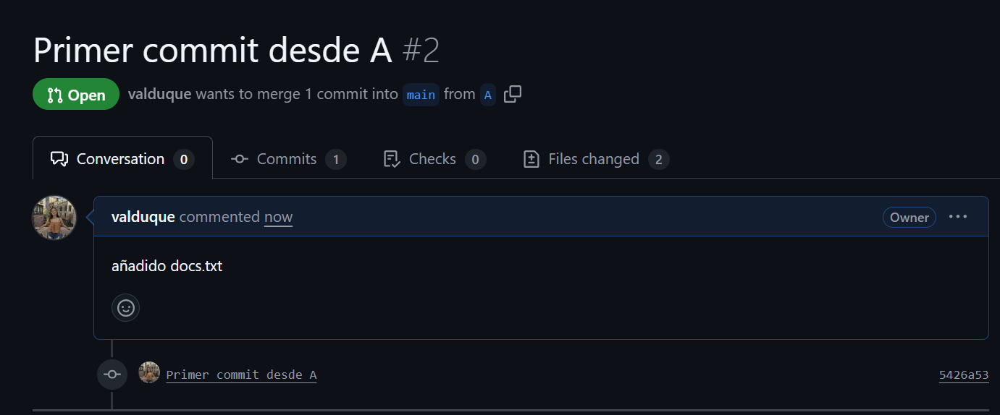 Primer commit desde A #2
Open valduque wants to merge 1 commit into main from A
Conversation 0 Commits 1 Checks 0 Files changed 2
valduque commented now Owner
añadido docs.txt
Primer commit desde A 5426a53